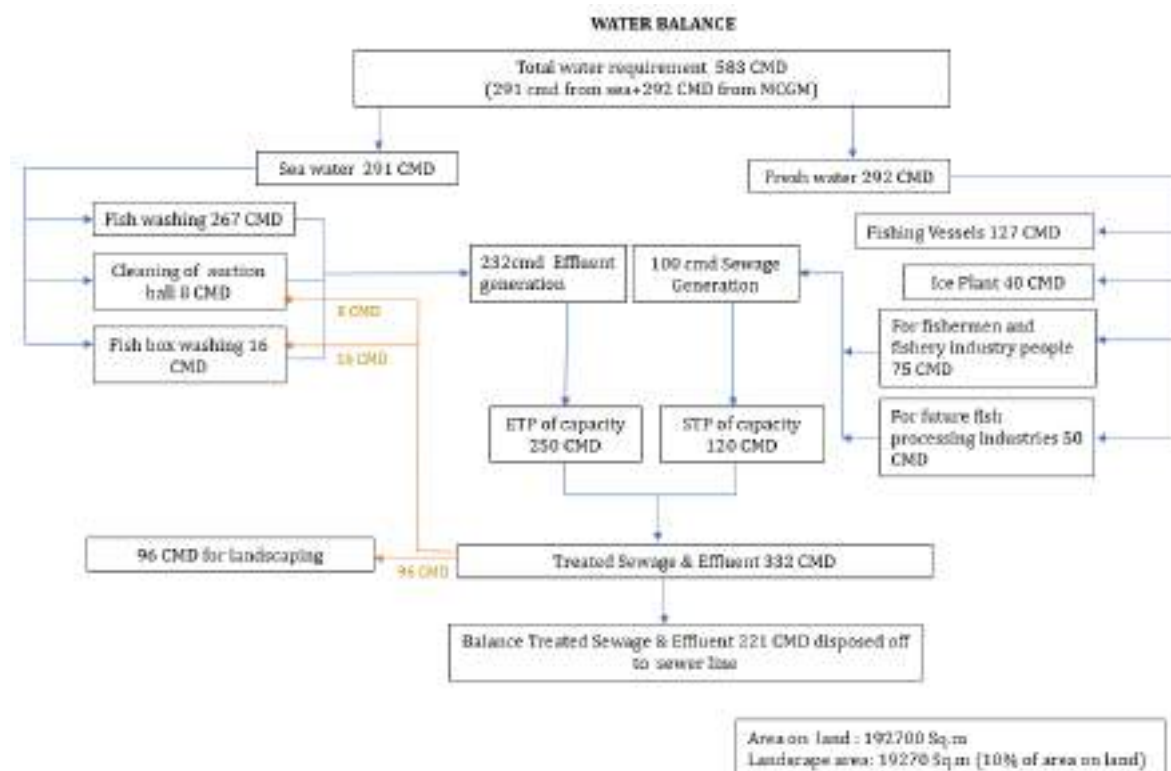 WATER BALANCE
Total water requirement 583 CMD
(291 cmd from sea+292 CMD from MCGM)
Sea water 291 CMD
Fresh water 292 CMD
Fish washing 267 CMD
Fishing Vessels 127 CMD
Cleaning of auction
hall 8 CMD
232cmd Effluent
generation
100 cmd Sewage
Generation
Ice Plant 40 CMD
8 CMD
Fish box washing 16
CMD
16 CMD
For fishermen and
fishery industry people
75 CMD
ETP of capacity
250 CMD
STP of capacity
120 CMD
For future fish
processing industries 50
CMD
96 CMD for landscaping
96 CMD
Treated Sewage & Effluent 332 CMD
Balance Treated Sewage & Effluent 221 CMD disposed off
to sewer line
Area on land : 192700 Sq.m
Landscape area: 19270 Sq.m (10% of area on land)